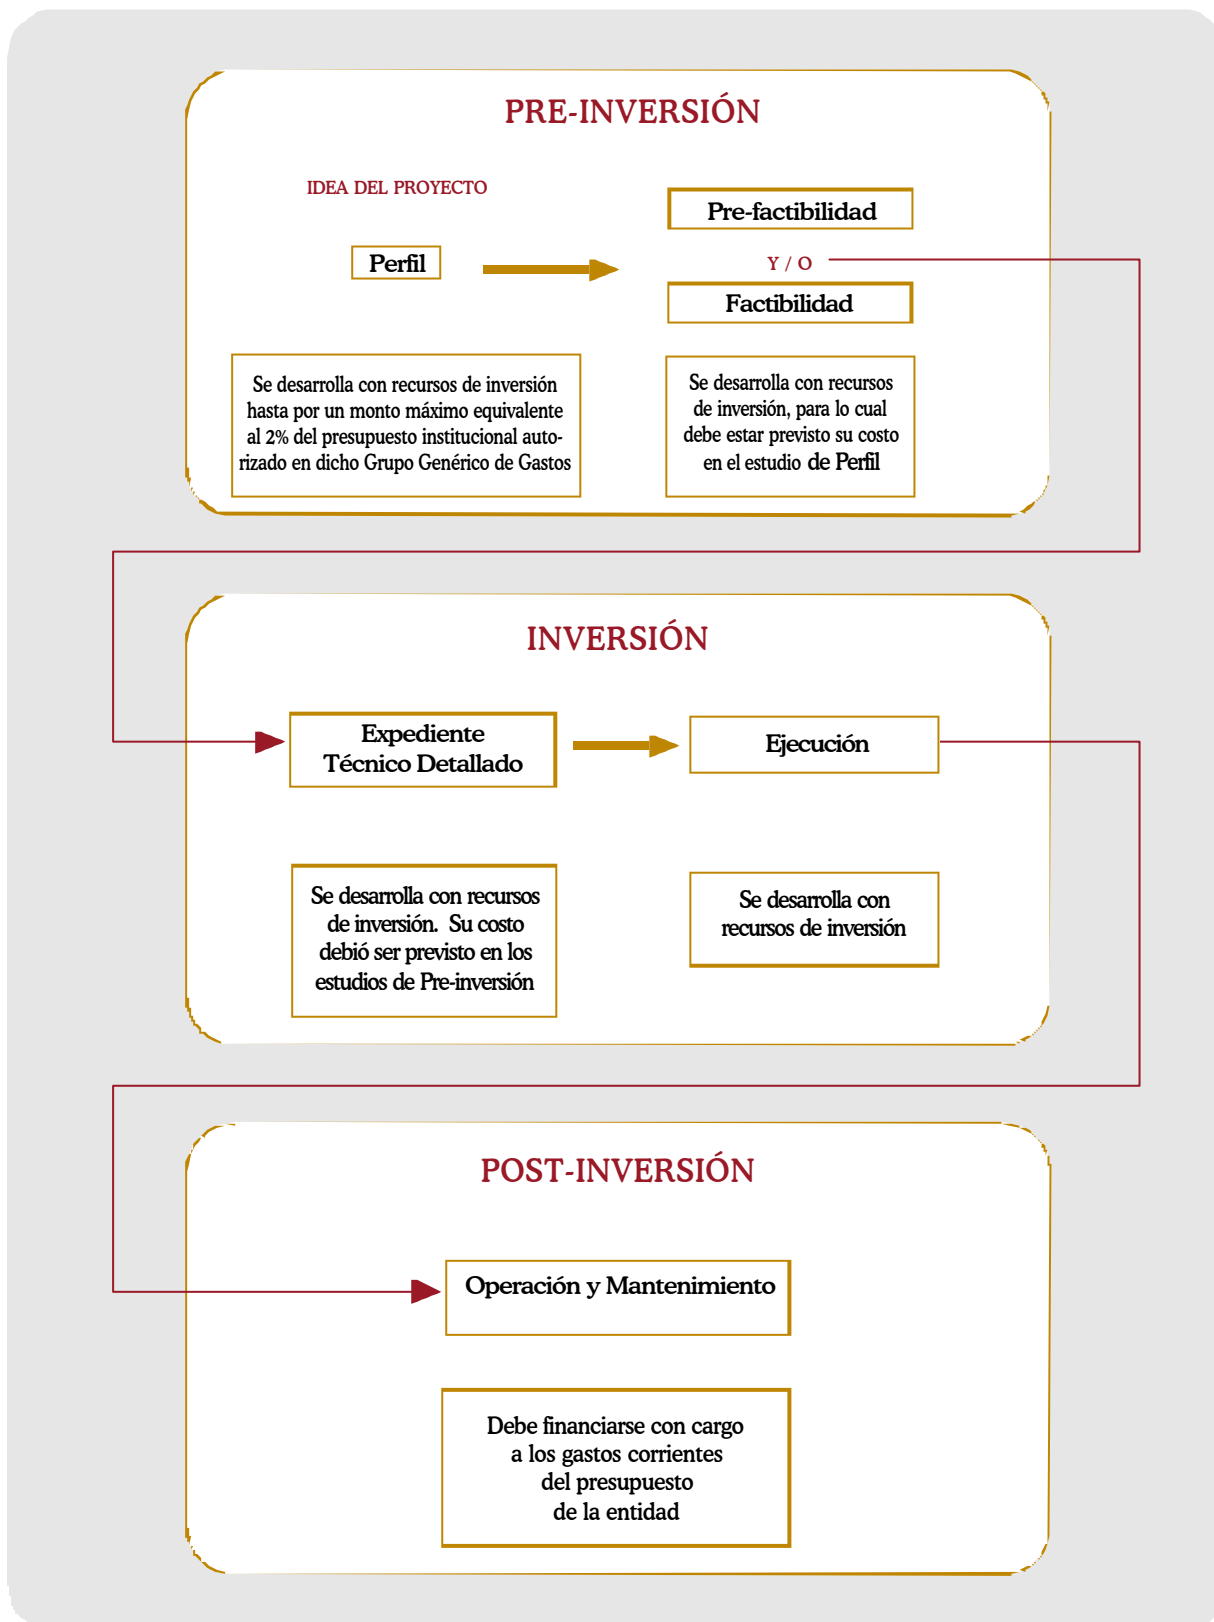 PRE-INVERSIÓN
IDEA DEL PROYECTO
Perfil
Pre-factibilidad
Y / O
Factibilidad
Se desarrolla con recursos de inversión
hasta por un monto máximo equivalente
al 2% del presupuesto institucional auto-
rizado en dicho Grupo Genérico de Gastos
Se desarrolla con recursos
de inversión, para lo cual
debe estar previsto su costo
en el estudio de Perfil
INVERSIÓN
Expediente
Técnico Detallado
Ejecución
Se desarrolla con recursos
de inversión. Su costo
debió ser previsto en los
estudios de Pre-inversión
Se desarrolla con
recursos de inversión
POST-INVERSIÓN
Operación y Mantenimiento
Debe financiarse con cargo
a los gastos corrientes
del presupuesto
de la entidad